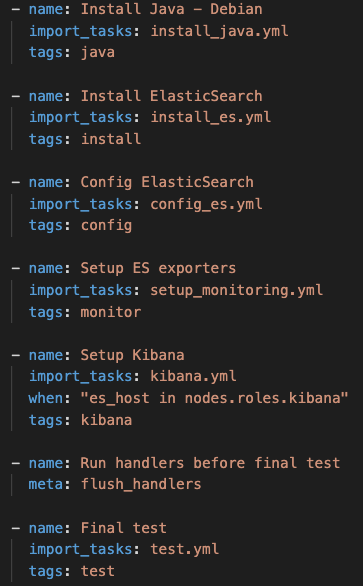 - name: Install Java - Debian
  import_tasks: install_java.yml
  tags: java

- name: Install ElasticSearch
  import_tasks: install_es.yml
  tags: install

- name: Config ElasticSearch
  import_tasks: config_es.yml
  tags: config

- name: Setup ES exporters
  import_tasks: setup_monitoring.yml
  tags: monitor

- name: Setup Kibana
  import_tasks: kibana.yml
  when: "es_host in nodes.roles.kibana"
  tags: kibana

- name: Run handlers before final test
  meta: flush_handlers

- name: Final test
  import_tasks: test.yml
  tags: test